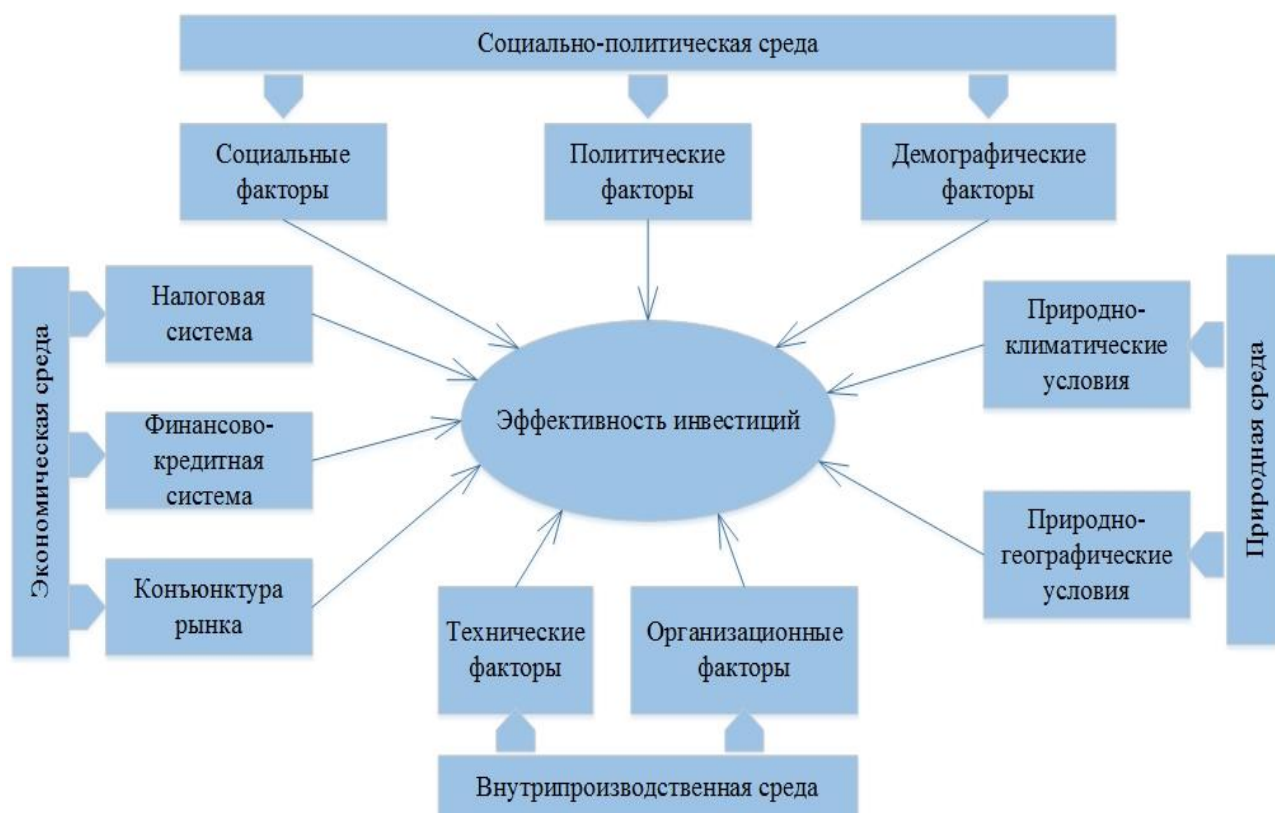 Социально-политическая среда
Социальные
факторы
Политические
факторы
Демографические
факторы
Экономическая среда
Налоговая
система
Финансово-
кредитная
система
Конъюнктура
рынка
Эффективность инвестиций
Природно-
климатические
условия
Природно-
географические
условия
Природная среда
Технические
факторы
Организационные
факторы
Внутрипроизводственная среда